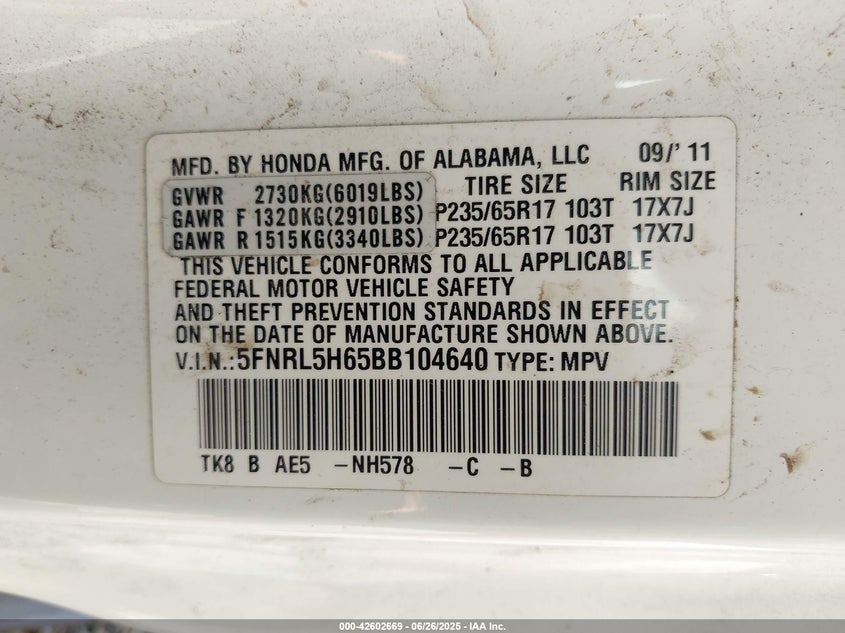 MFD. BY HONDA MFG. OF ALABAMA, LLC 09/' 11
GVWR 2730KG(6019LBS) TIRE SIZE RIM SIZE
GAWR F 1320KG(2910LBS) P235/65R17 103T 17X7J
GAWR R 1515KG(3340LBS) P235/65R17 103T 17X7J
THIS VEHICLE CONFORMS TO ALL APPLICABLE
FEDERAL MOTOR VEHICLE SAFETY
AND THEFT PREVENTION STANDARDS IN EFFECT
ON THE DATE OF MANUFACTURE SHOWN ABOVE.
V.I.N.:5FNRL5H65BB104640 TYPE: MPV
TK8 B AE5 -NH578 -C -B
000-42602669 - 06/26/2025 - IAA Inc.